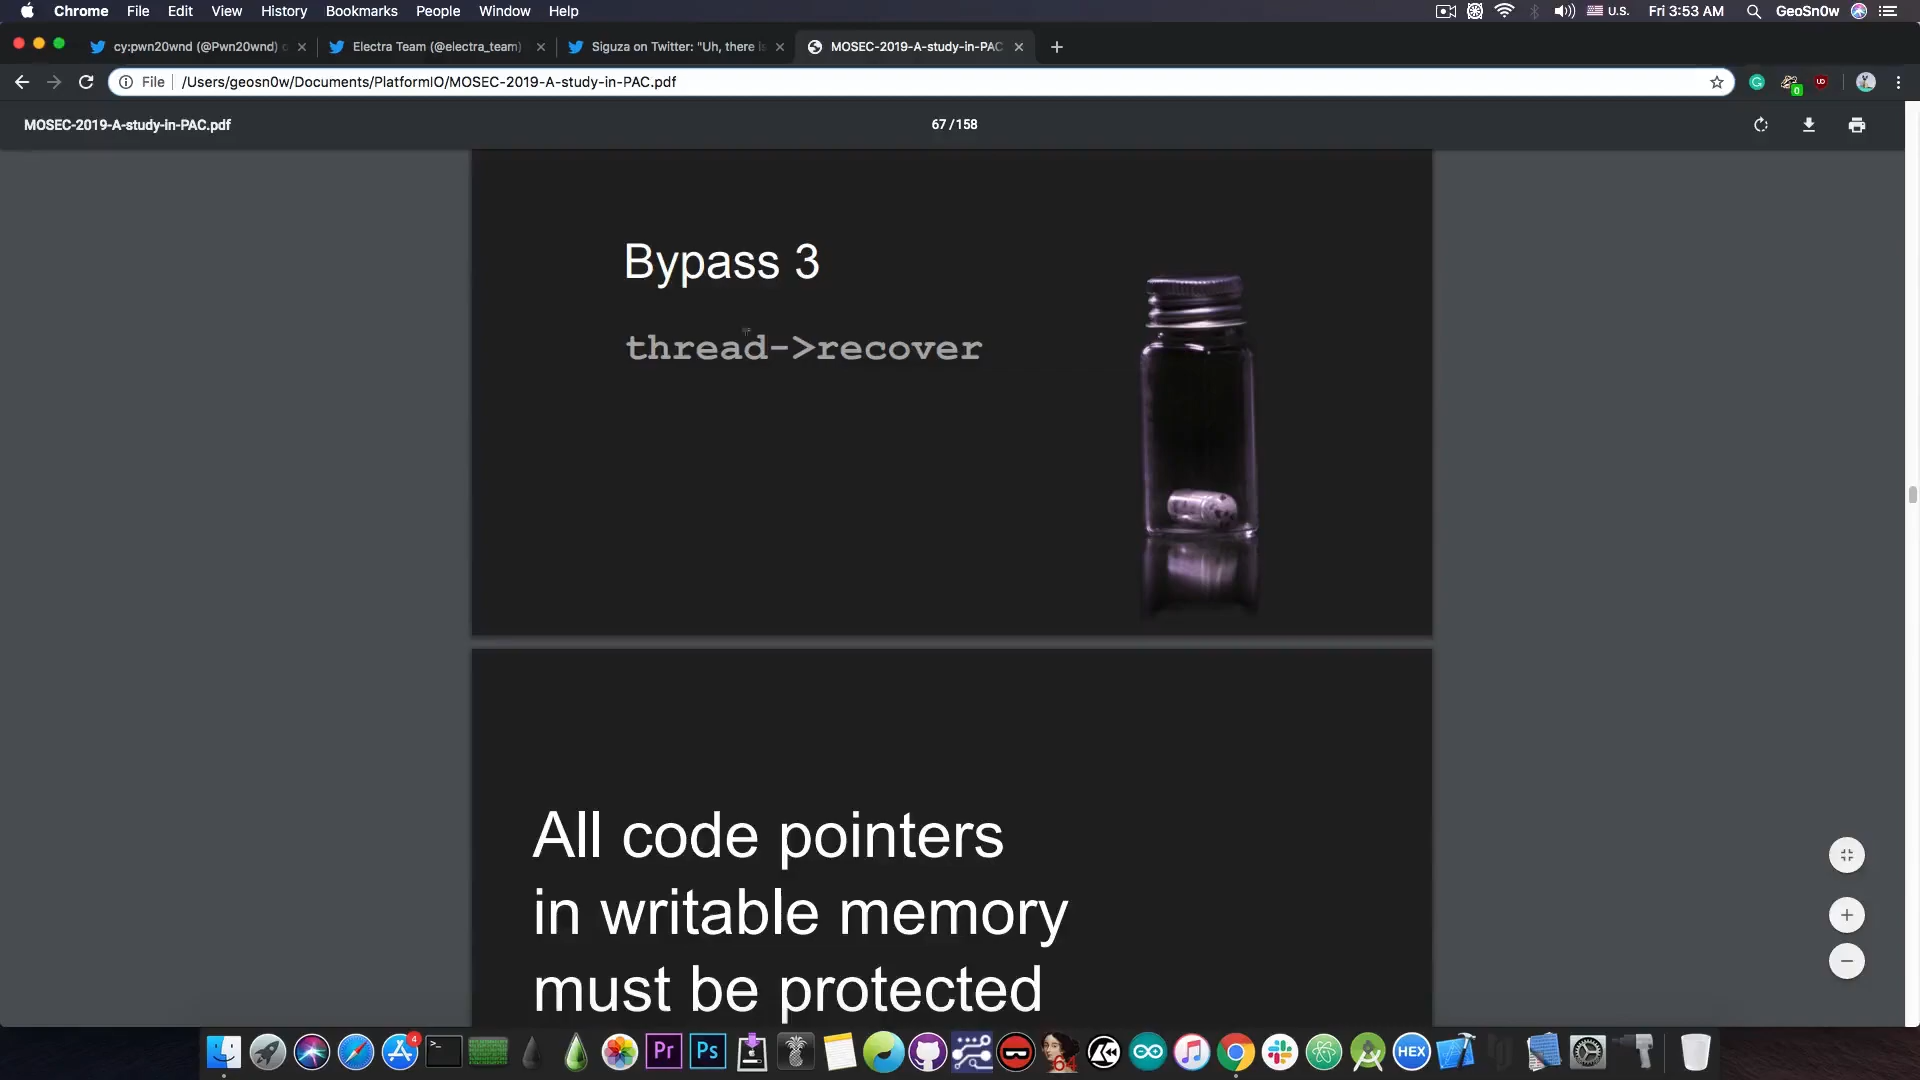 Chrome File Edit View History Bookmarks People Window Help U.S. Fri 3:53 AM GeoSn0w
cy:pwn20wnd (@Pwn20wnd) Electra Team (@electra_team) Siguza on Twitter: "Uh, there is MOSEC-2019-A-study-in-PAC
File /Users/geosn0w/Documents/PlatformIO/MOSEC-2019-A-study-in-PAC.pdf
0
MOSEC-2019-A-study-in-PAC.pdf 67 / 158
Bypass 3
thread->recover
All code pointers
in writable memory
must be protected
4
Pr Ps 64 HEX